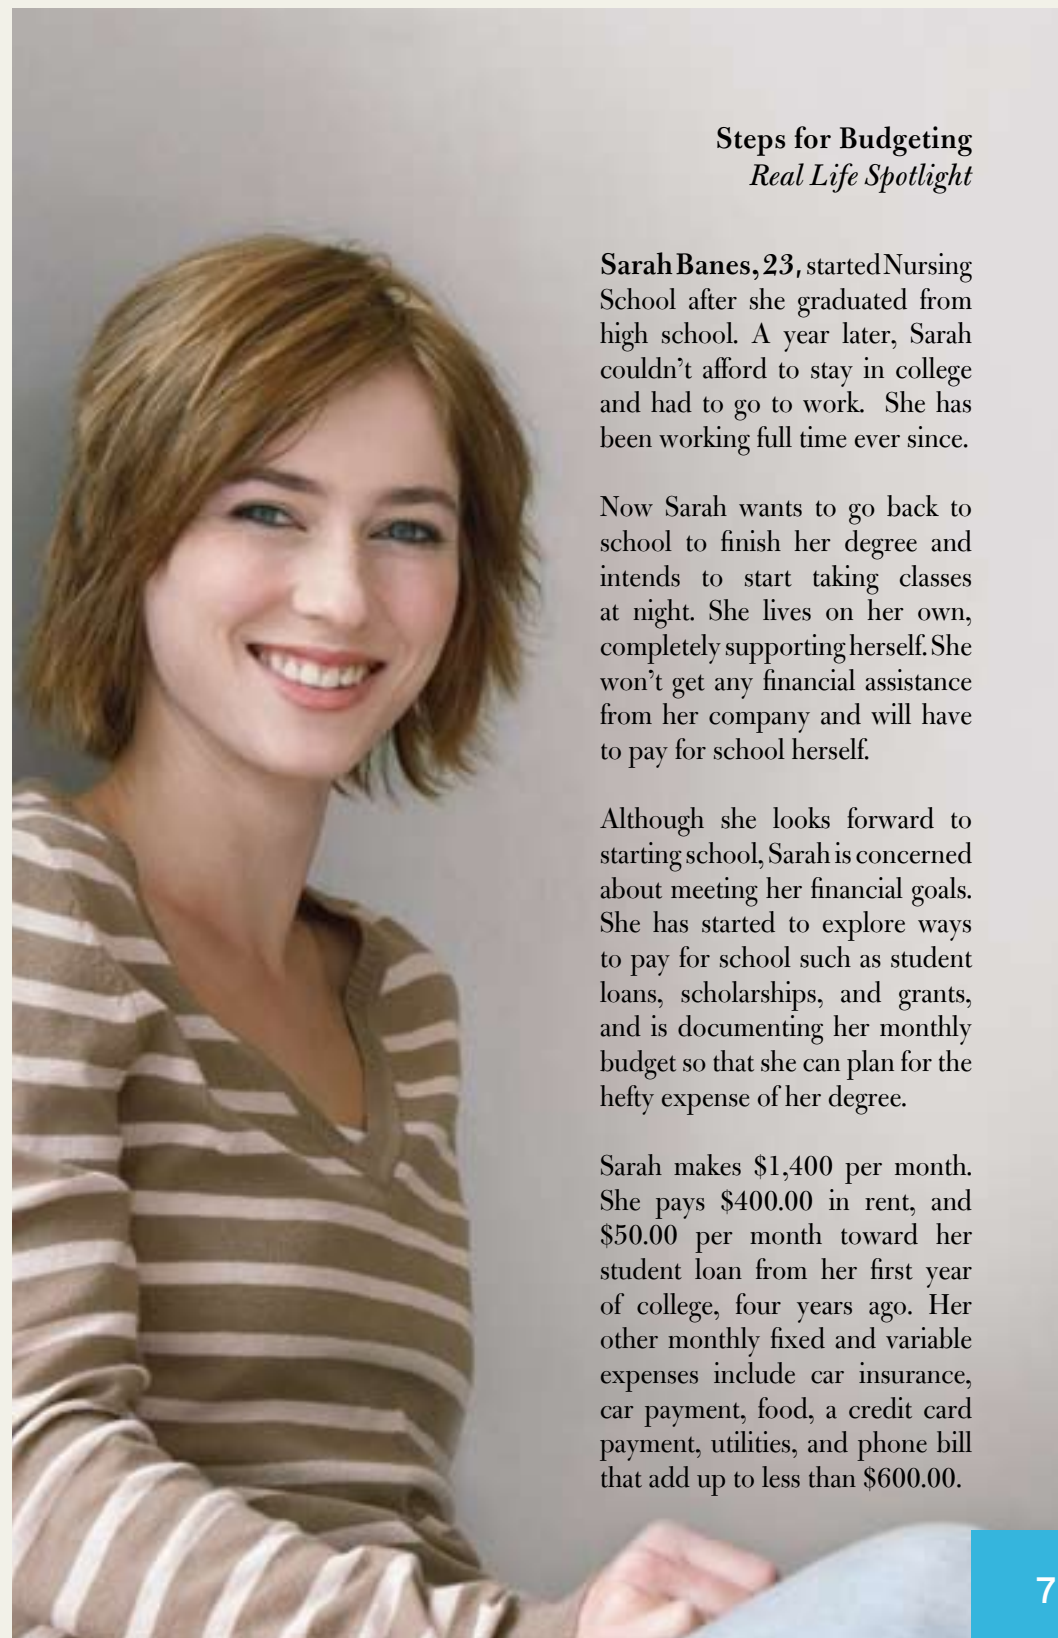 Steps for Budgeting
Real Life Spotlight
Sarah Banes, 23, started Nursing
School after she graduated from
high school. A year later, Sarah
couldn’t afford to stay in college
and had to go to work. She has
been working full time ever since.
Now Sarah wants to go back to
school to finish her degree and
intends to start taking classes
at night. She lives on her own,
completely supporting herself. She
won’t get any financial assistance
from her company and will have
to pay for school herself.
Although she looks forward to
starting school, Sarah is concerned
about meeting her financial goals.
She has started to explore ways
to pay for school such as student
loans, scholarships, and grants,
and is documenting her monthly
budget so that she can plan for the
hefty expense of her degree.
Sarah makes $1,400 per month.
She pays $400.00 in rent, and
$50.00 per month toward her
student loan from her first year
of college, four years ago. Her
other monthly fixed and variable
expenses include car insurance,
car payment, food, a credit card
payment, utilities, and phone bill
that add up to less than $600.00.
7